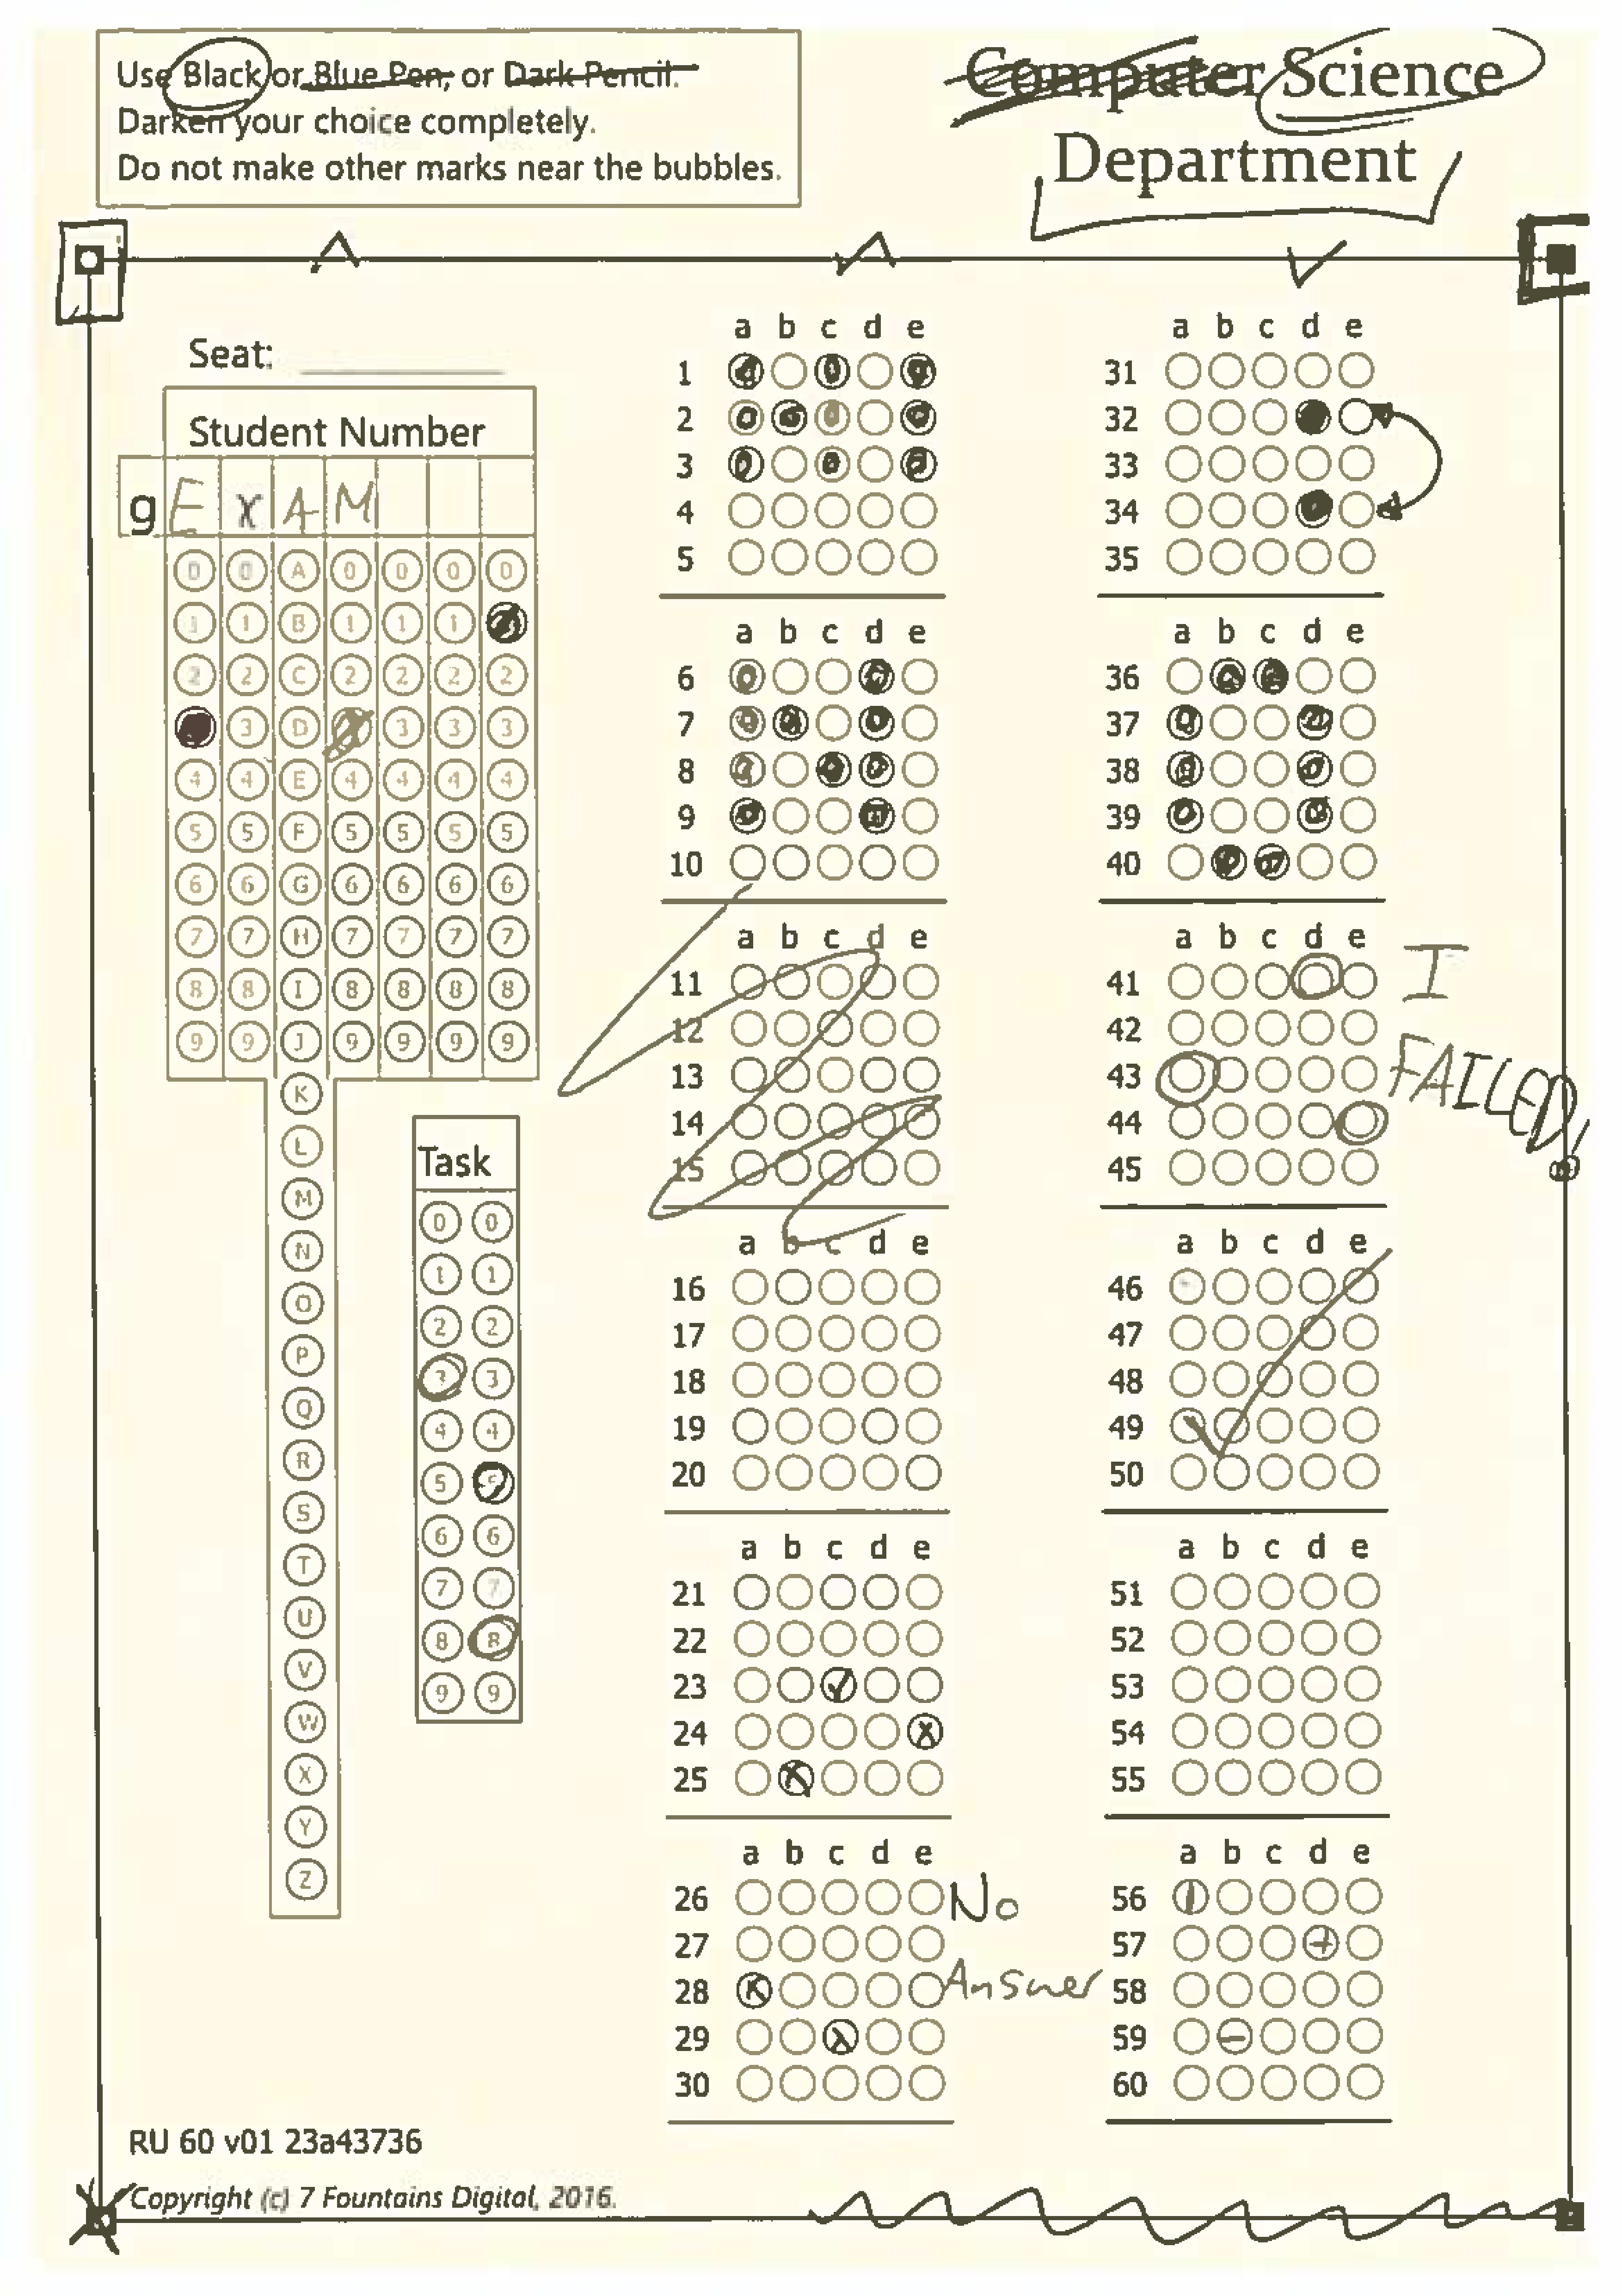 Use Black or Blue Pen, or Dark Pencil.
Darken your choice completely.
Do not make other marks near the bubbles.
Computer Science
Department
Seat:
Student Number
g E X A M
0 0 A 0 0 0 0
1 1 B 1 1 1
2 2 C 2 2 2 2
3 D 3 3 3
4 4 E 4 4 4 4
5 5 F 5 5 5 5
6 6 G 6 6 6 6
7 7 H 7 7 7 7
8 8 I 8 8 8 8
9 9 J 9 9 9 9
K
L
M
N
O
P
Q
R
S
T
U
V
W
X
Y
Z
Task
0 0
1 1
2 2
3 3
4 4
5 5
6 6
7 7
8 8
9 9
a b c d e
1
2
3
4
5
a b c d e
6
7
8
9
10
a b c d e
11
12
13
14
15
a b c d e
16
17
18
19
20
a b c d e
21
22
23
24
25
a b c d e
26 No
27
28 Answer
29
30
a b c d e
31
32
33
34
35
a b c d e
36
37
38
39
40
a b c d e
41 I
42
43 FAILED!
44
45
a b c d e
46
47
48
49
50
a b c d e
51
52
53
54
55
a b c d e
56
57
58
59
60
RU 60 v01 23a43736
Copyright (c) 7 Fountains Digital, 2016.